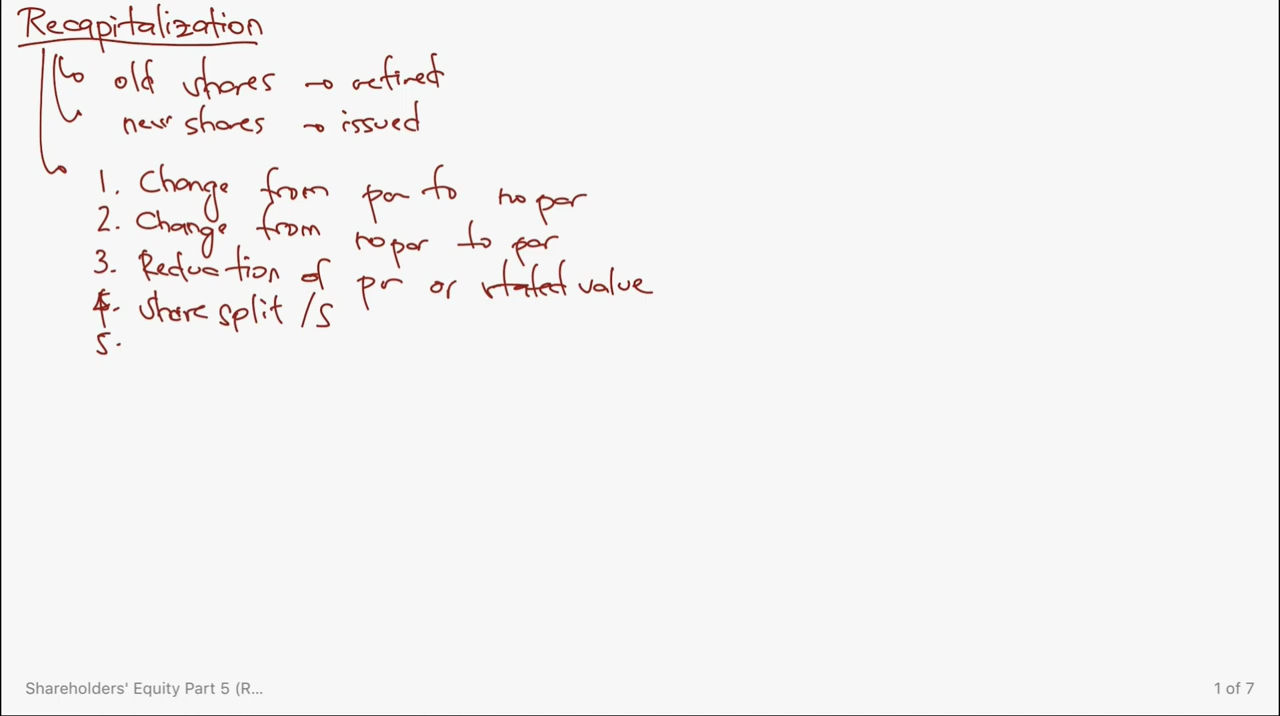 Recapitalization
old shares → retired
new shares → issued
1. Change from par to no par
2. Change from no par to par
3. Reduction of par or stated value
4. share split /s
5.
Shareholders' Equity Part 5 (R...
1 of 7